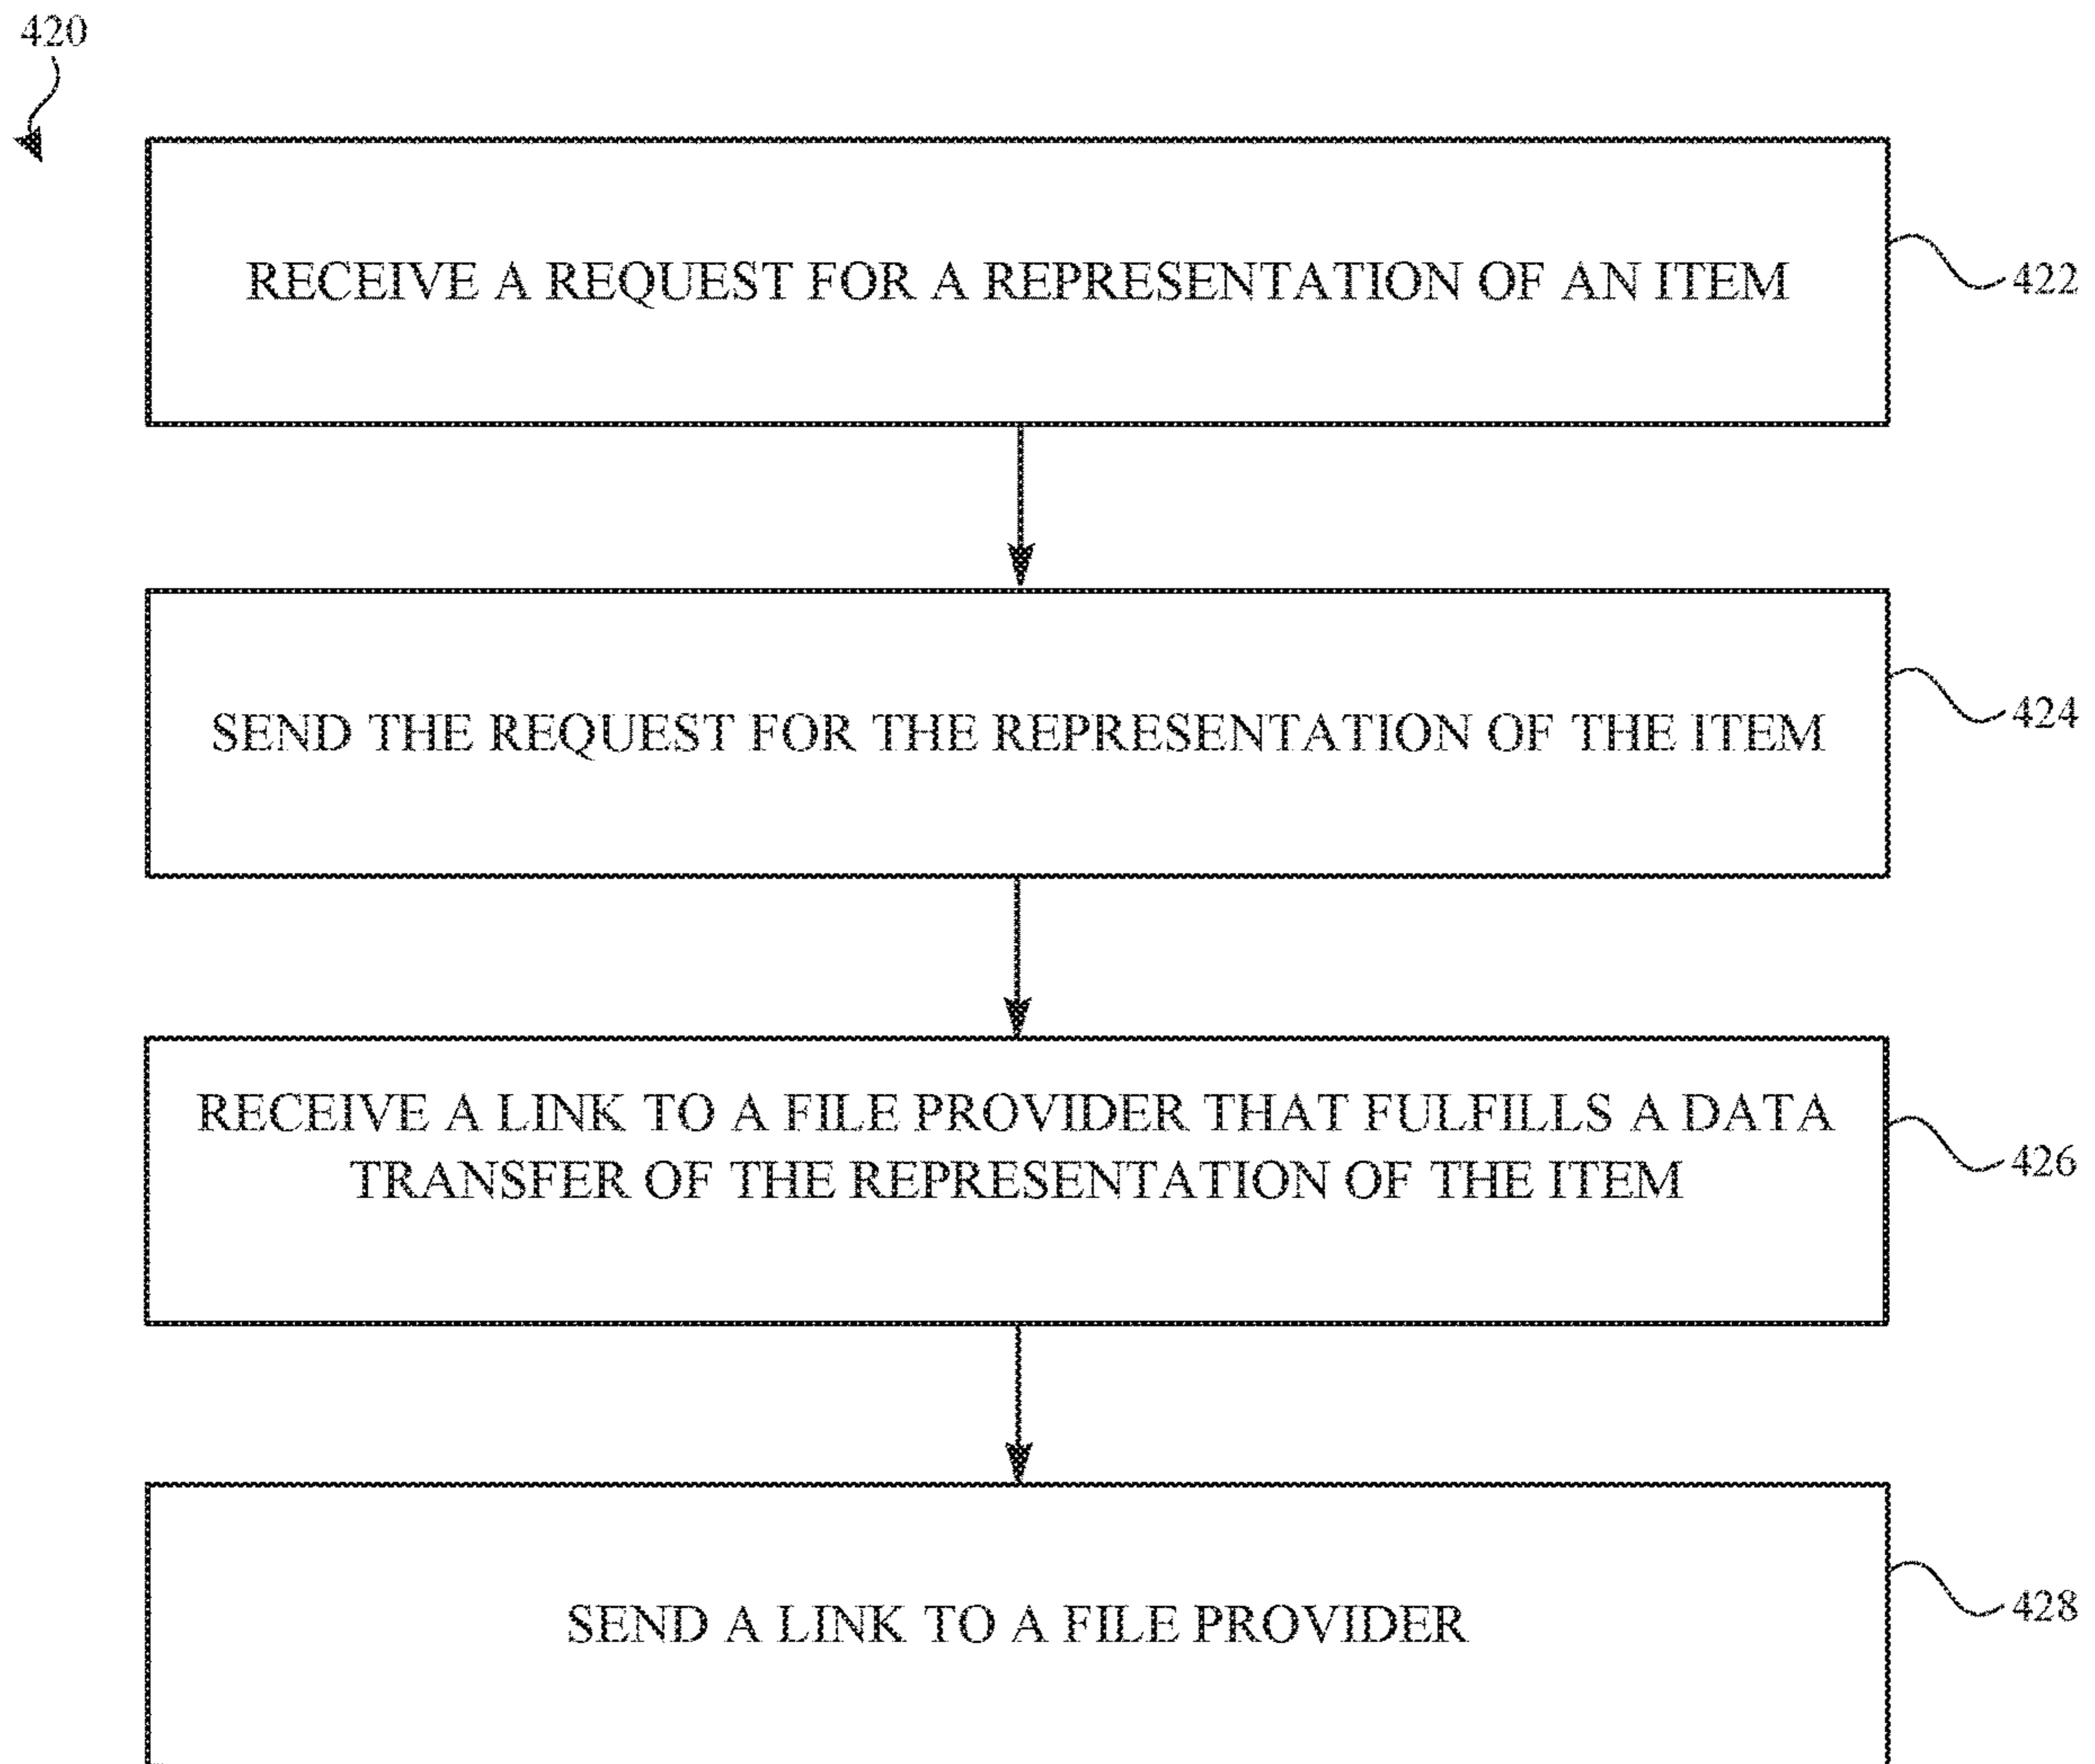 420
RECEIVE A REQUEST FOR A REPRESENTATION OF AN ITEM
422
SEND THE REQUEST FOR THE REPRESENTATION OF THE ITEM
424
RECEIVE A LINK TO A FILE PROVIDER THAT FULFILLS A DATA
TRANSFER OF THE REPRESENTATION OF THE ITEM
426
SEND A LINK TO A FILE PROVIDER
428